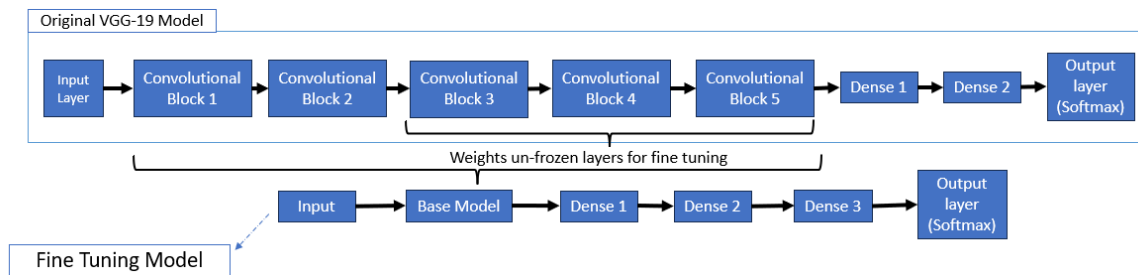 Original VGG-19 Model
Input
Layer
Convolutional
Block 1
Convolutional
Block 2
Convolutional
Block 3
Convolutional
Block 4
Convolutional
Block 5
Dense 1
Dense 2
Output
layer
(Softmax)
Weights un-frozen layers for fine tuning
Input
Base Model
Dense 1
Dense 2
Dense 3
Output
layer
(Softmax)
Fine Tuning Model